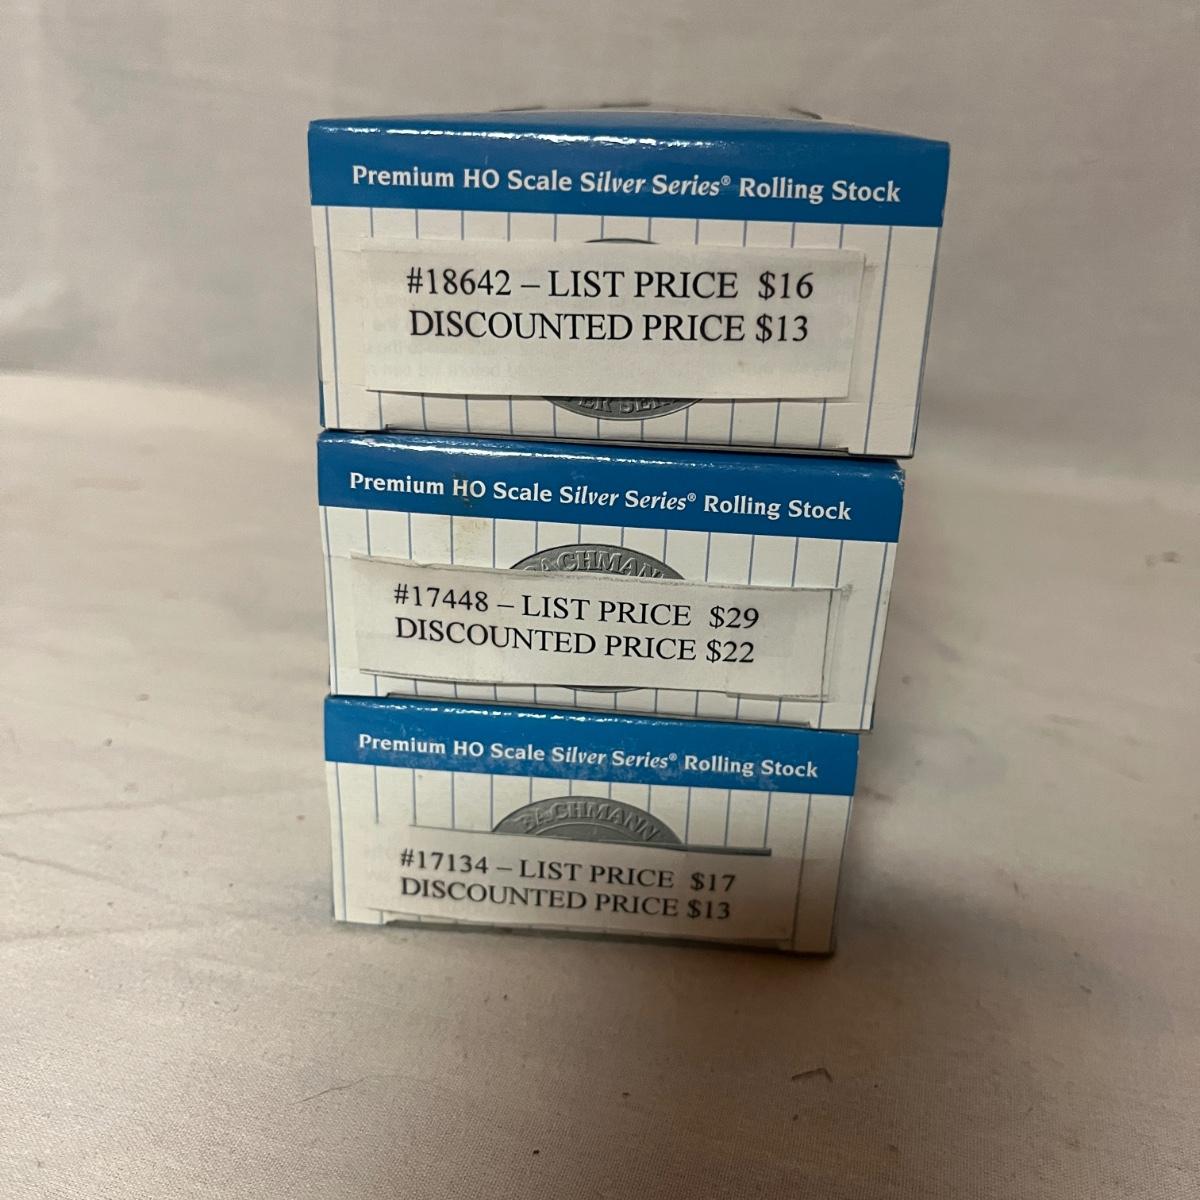 Premium HO Scale Silver Series® Rolling Stock
#18642 – LIST PRICE $16
DISCOUNTED PRICE $13
Premium HO Scale Silver Series® Rolling Stock
BACHMANN
#17448 – LIST PRICE $29
DISCOUNTED PRICE $22
Premium HO Scale Silver Series® Rolling Stock
BACHMANN
#17134 – LIST PRICE $17
DISCOUNTED PRICE $13